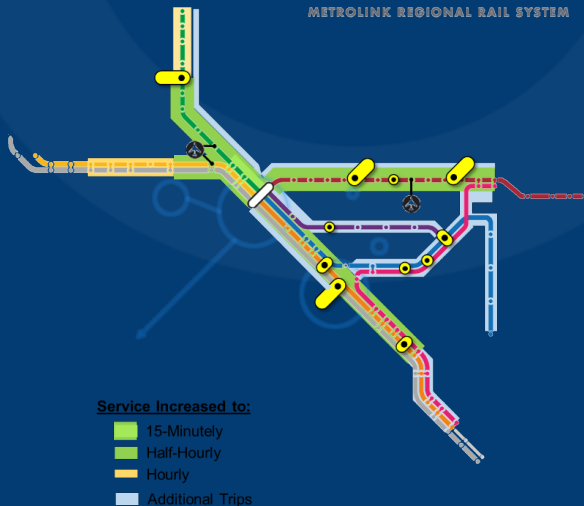 METROLINK REGIONAL RAIL SYSTEM
Service Increased to:
15-Minutely
Half-Hourly
Hourly
Additional Trips